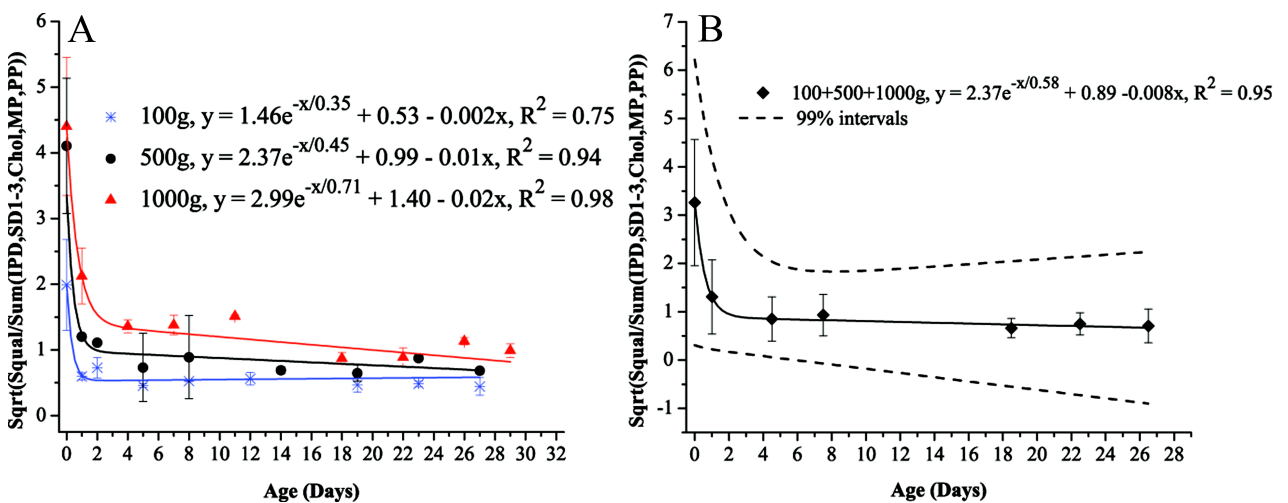 A
Sqrt(Squal/Sum(IPD,SD1-3,Chol,MP,PP))
6
5
4
3
2
1
0
100g, y = 1.46e^-x/0.35 + 0.53 - 0.002x, R^2 = 0.75
500g, y = 2.37e^-x/0.45 + 0.99 - 0.01x, R^2 = 0.94
1000g, y = 2.99e^-x/0.71 + 1.40 - 0.02x, R^2 = 0.98
0 2 4 6 8 10 12 14 16 18 20 22 24 26 28 30 32
Age (Days)
B
Sqrt(Squal/Sum(IPD,SD1-3,Chol,MP,PP))
7
6
5
4
3
2
1
0
-1
100+500+1000g, y = 2.37e^-x/0.58 + 0.89 -0.008x, R^2 = 0.95
99% intervals
0 2 4 6 8 10 12 14 16 18 20 22 24 26 28
Age (Days)